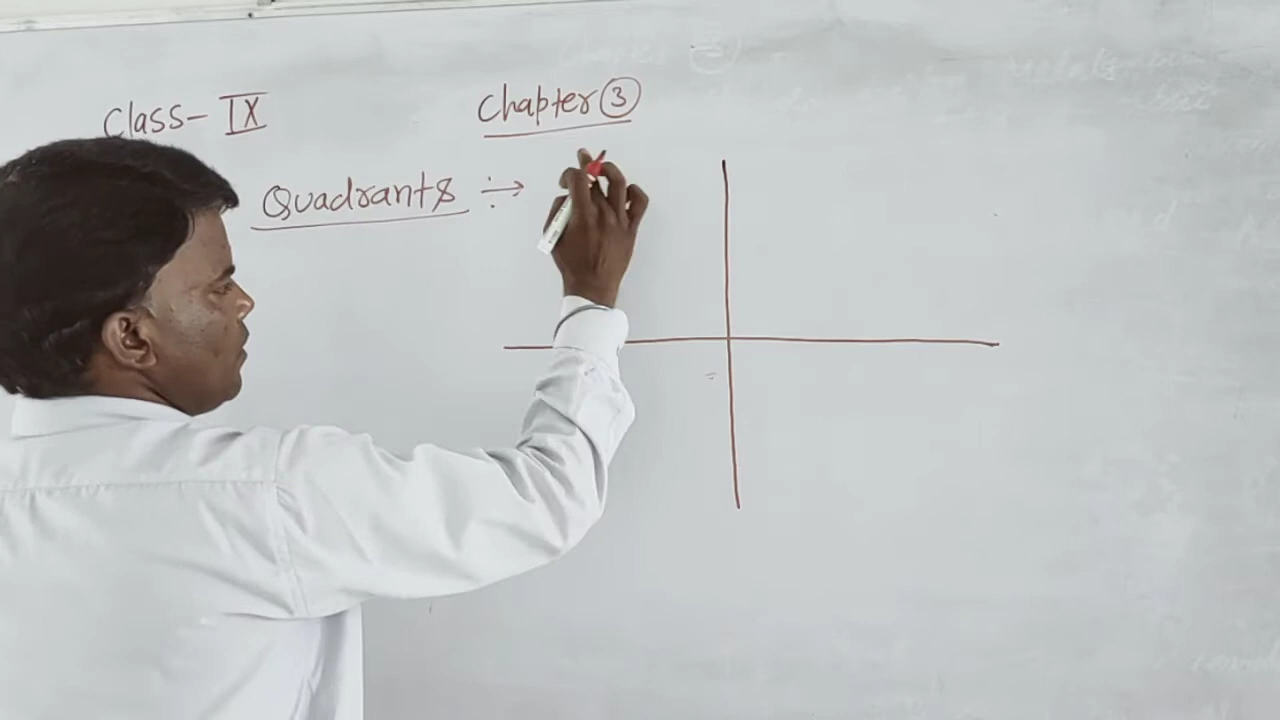 Class- IX
Chapter 3
Quadrants ÷→